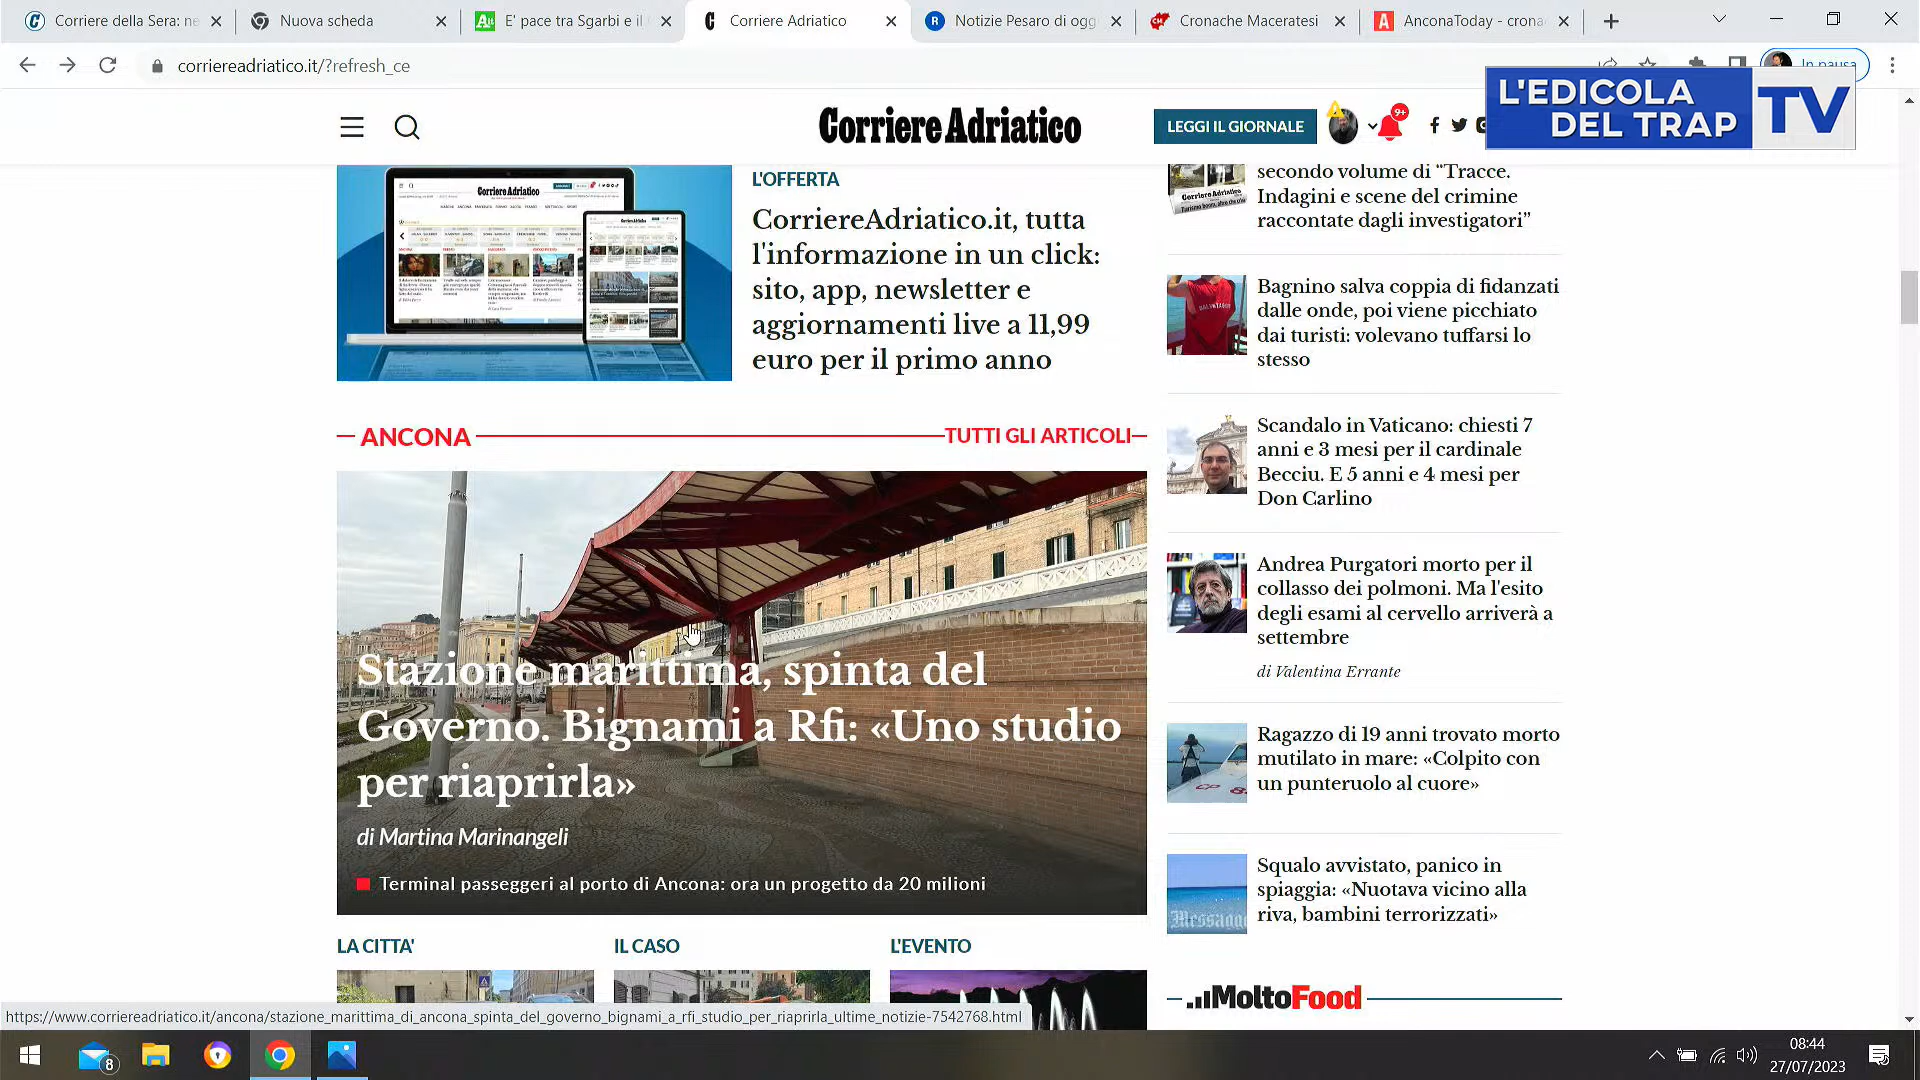 Corriere della Sera: ne
Nuova scheda
E' pace tra Sgarbi e il
Corriere Adriatico
Notizie Pesaro di ogg
Cronache Maceratesi
AnconaToday - crona
corriereadriatico.it/?refresh_ce
In pausa
L'EDICOLA
DEL TRAP
TV
Corriere Adriatico
LEGGI IL GIORNALE
9+
L'OFFERTA
CorriereAdriatico.it, tutta
l'informazione in un click:
sito, app, newsletter e
aggiornamenti live a 11,99
euro per il primo anno
ANCONA
TUTTI GLI ARTICOLI
Stazione marittima, spinta del
Governo. Bignami a Rfi: «Uno studio
per riaprirla»
di Martina Marinangeli
Terminal passeggeri al porto di Ancona: ora un progetto da 20 milioni
LA CITTA'
IL CASO
L'EVENTO
secondo volume di “Tracce.
Indagini e scene del crimine
raccontate dagli investigatori”
Bagnino salva coppia di fidanzati
dalle onde, poi viene picchiato
dai turisti: volevano tuffarsi lo
stesso
Scandalo in Vaticano: chiesti 7
anni e 3 mesi per il cardinale
Becciu. E 5 anni e 4 mesi per
Don Carlino
Andrea Purgatori morto per il
collasso dei polmoni. Ma l'esito
degli esami al cervello arriverà a
settembre
di Valentina Errante
Ragazzo di 19 anni trovato morto
mutilato in mare: «Colpito con
un punteruolo al cuore»
Squalo avvistato, panico in
spiaggia: «Nuotava vicino alla
riva, bambini terrorizzati»
MoltoFood
https://www.corriereadriatico.it/ancona/stazione_marittima_di_ancona_spinta_del_governo_bignami_a_rfi_studio_per_riaprirla_ultime_notizie-7542768.html
8
08:44
27/07/2023